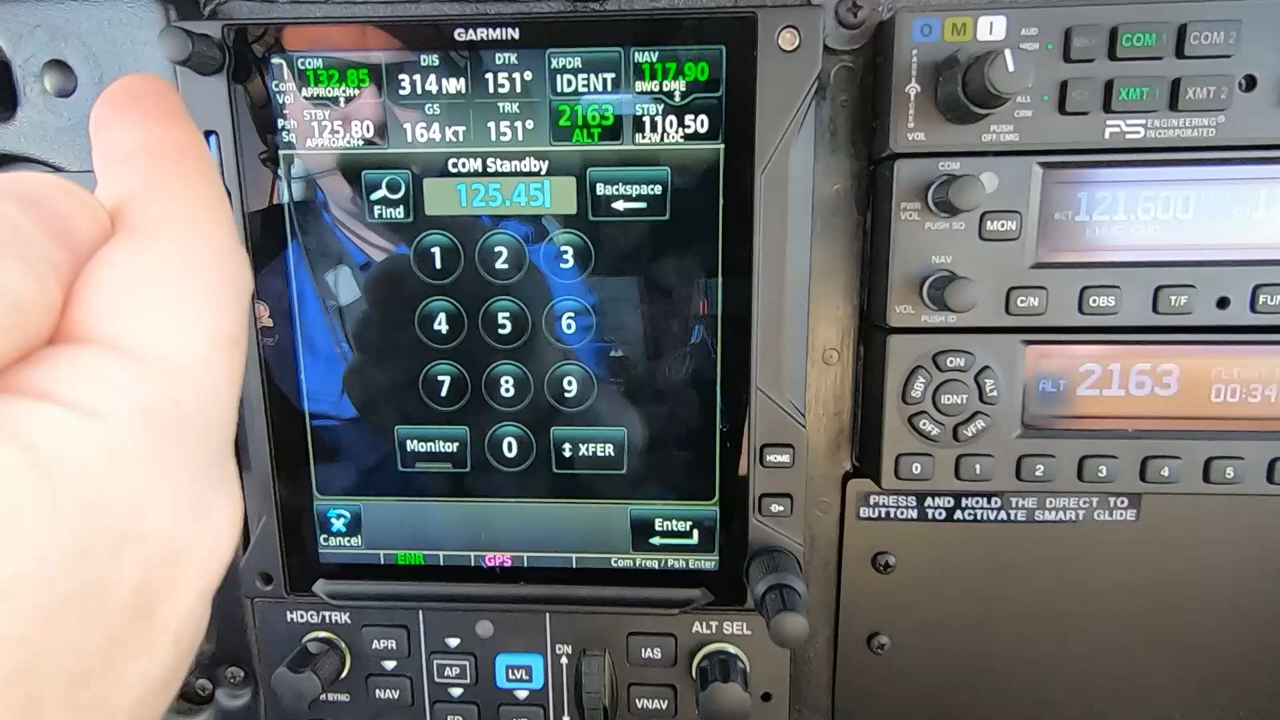 GARMIN
COM
132.85
APPROACH+
DIS
314 NM
DTK
151°
XPDR
IDENT
NAV
117.90
BWG DME
Com
Vol
Psh
Sq
STBY
125.80
APPROACH+
GS
164 KT
TRK
151°
2163
ALT
STBY
110.50
ILZW LOC
COM Standby
Find
125.45
Backspace
1 2 3
4 5 6
7 8 9
Monitor
0
XFER
Cancel
Enter
ENR
GPS
Com Freq / Psh Enter
HOME
HDG/TRK
APR
NAV
AP
LVL
DN
IAS
VNAV
ALT SEL
O M I
AUD
HIGH
COM 1
COM 2
XMT 1
XMT 2
ALL
CRW
VOL
PUSH
OFF/EMG
PS ENGINEERING®
INCORPORATED
COM
PWR
VOL
PUSH SQ
MON
121.600
NAV
VOL
PUSH ID
C/N
OBS
T/F
ON
SBY
ALT
IDNT
OFF
VFR
ALT 2163
00:34
0 1 2 3 4 5
PRESS AND HOLD THE DIRECT TO
BUTTON TO ACTIVATE SMART GLIDE